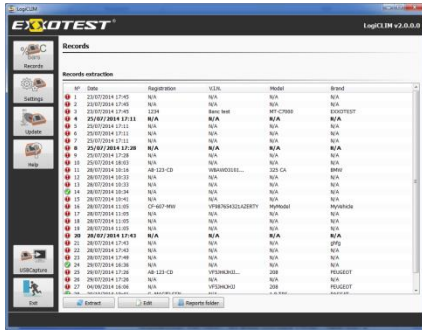 LogiCLIM
EXXOTEST®
LogiCLIM v2.0.0.0
Records
Records extraction
N° Date Registration V.I.N. Model Brand
1 23/07/2014 17:45 N/A N/A N/A N/A
2 23/07/2014 17:45 N/A N/A N/A N/A
3 23/07/2014 17:45 1234 Banc test MT-C7000 EXXOTEST
4 25/07/2014 17:11 N/A N/A N/A N/A
5 25/07/2014 17:11 N/A N/A N/A N/A
6 25/07/2014 17:11 N/A N/A N/A N/A
7 25/07/2014 17:11 N/A N/A N/A N/A
8 25/07/2014 17:28 N/A N/A N/A N/A
9 25/07/2014 17:28 N/A N/A N/A N/A
10 25/07/2014 18:03 N/A N/A N/A N/A
11 28/07/2014 10:16 AB-123-CD 325 CA BMW
12 28/07/2014 10:33 N/A N/A N/A N/A
13 28/07/2014 10:33 N/A N/A N/A N/A
14 28/07/2014 10:34 N/A N/A N/A N/A
15 28/07/2014 10:41 N/A N/A N/A N/A
16 28/07/2014 11:05 CF-607-MW VF987654321AZERTY MyModel MyVehicle
17 28/07/2014 11:05 N/A N/A N/A N/A
18 28/07/2014 11:05 N/A N/A N/A N/A
19 28/07/2014 11:05 N/A N/A N/A N/A
20 28/07/2014 17:43 N/A N/A N/A N/A
21 28/07/2014 17:43 N/A N/A N/A
22 28/07/2014 17:43 N/A N/A N/A N/A
23 28/07/2014 17:48 N/A N/A N/A N/A
24 29/07/2014 16:36 N/A N/A N/A N/A
25 29/07/2014 17:26 AB-123-CD 208 PEUGEOT
26 29/07/2014 17:28 N/A N/A N/A N/A
27 04/08/2014 16:06 N/A 208 PEUGEOT
Extract Edit Reports folder
Records
Settings
Update
Help
USBCapture
Exit